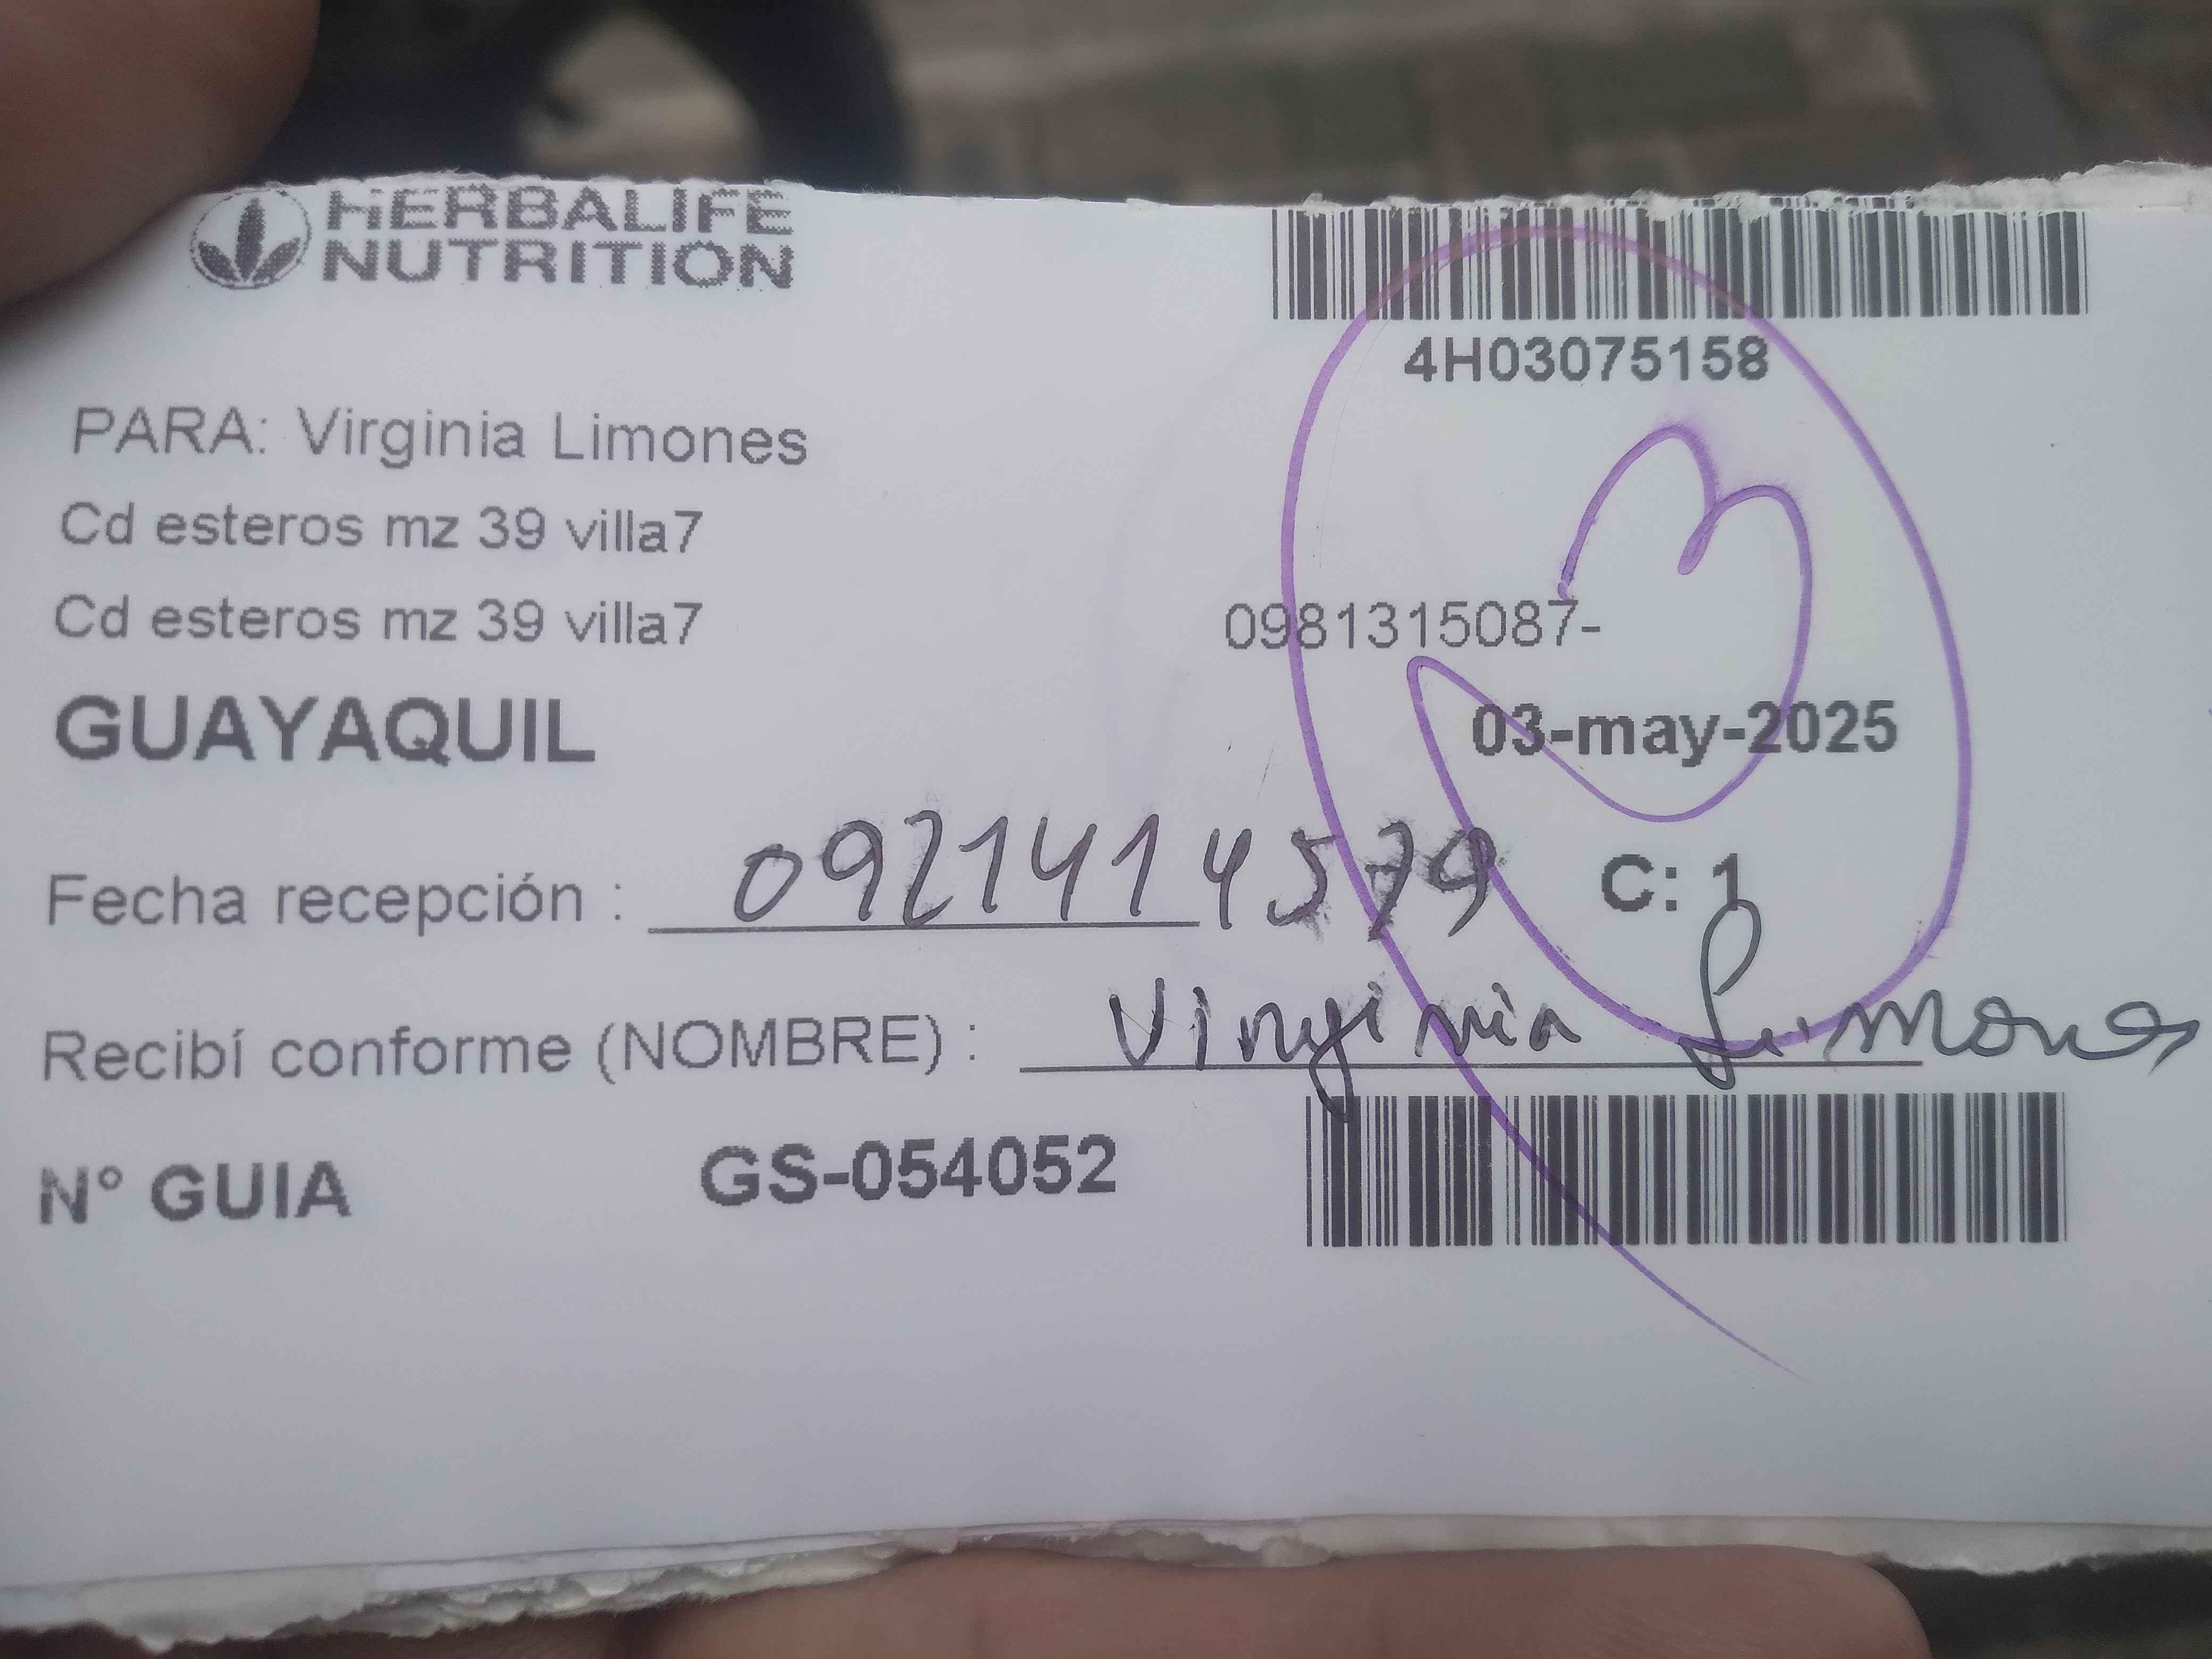 HERBALIFE
NUTRITION
4H03075158
PARA: Virginia Limones
Cd esteros mz 39 villa7
Cd esteros mz 39 villa7
0981315087-
GUAYAQUIL
03-may-2025
Fecha recepción : 0921414579
C: 1
Recibí conforme (NOMBRE) : Virginia Limones
N° GUIA GS-054052